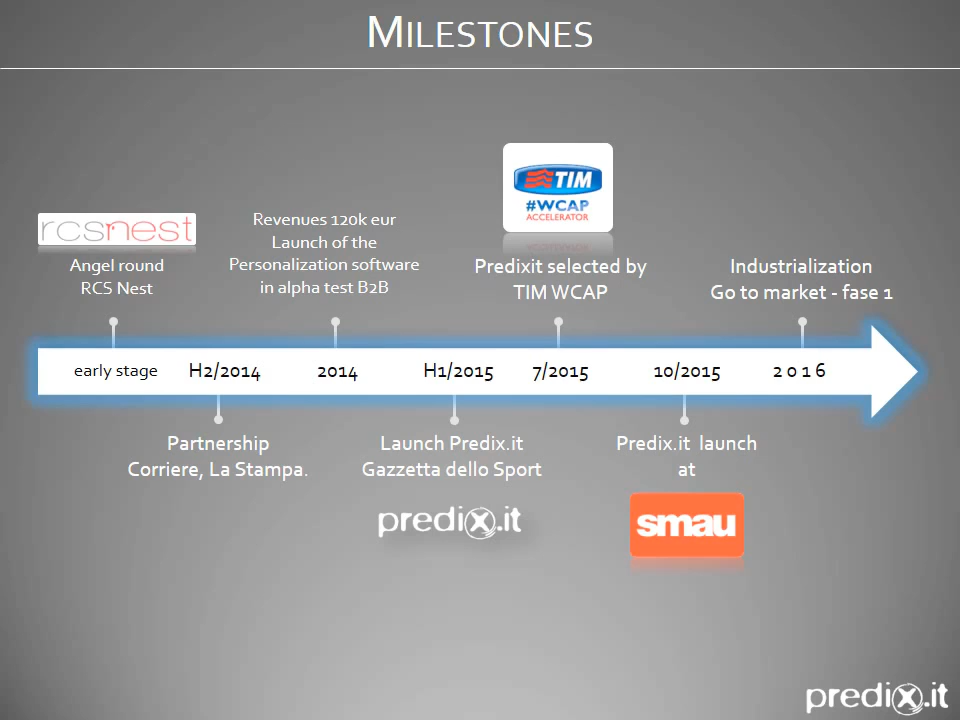 MILESTONES
rcsnest
Angel round
RCS Nest
Revenues 120k eur
Launch of the
Personalization software
in alpha test B2B
TIM
#WCAP
ACCELERATOR
Predixit selected by
TIM WCAP
Industrialization
Go to market - fase 1
early stage
H2/2014
2014
H1/2015
7/2015
10/2015
2 0 1 6
Partnership
Corriere, La Stampa.
Launch Predix.it
Gazzetta dello Sport
predix.it
Predix.it launch
at
smau
predix.it